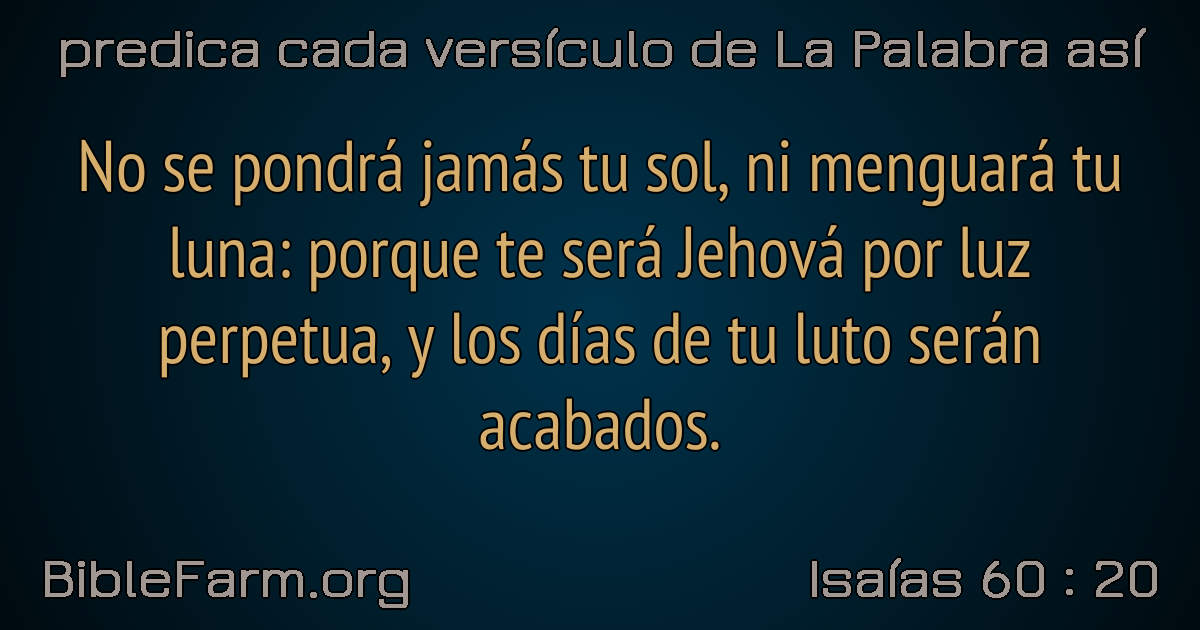 predica cada versículo de La Palabra así
No se pondrá jamás tu sol, ni menguará tu
luna: porque te será Jehová por luz
perpetua, y los días de tu luto serán
acabados.
BibleFarm.org
Isaías 60 : 20